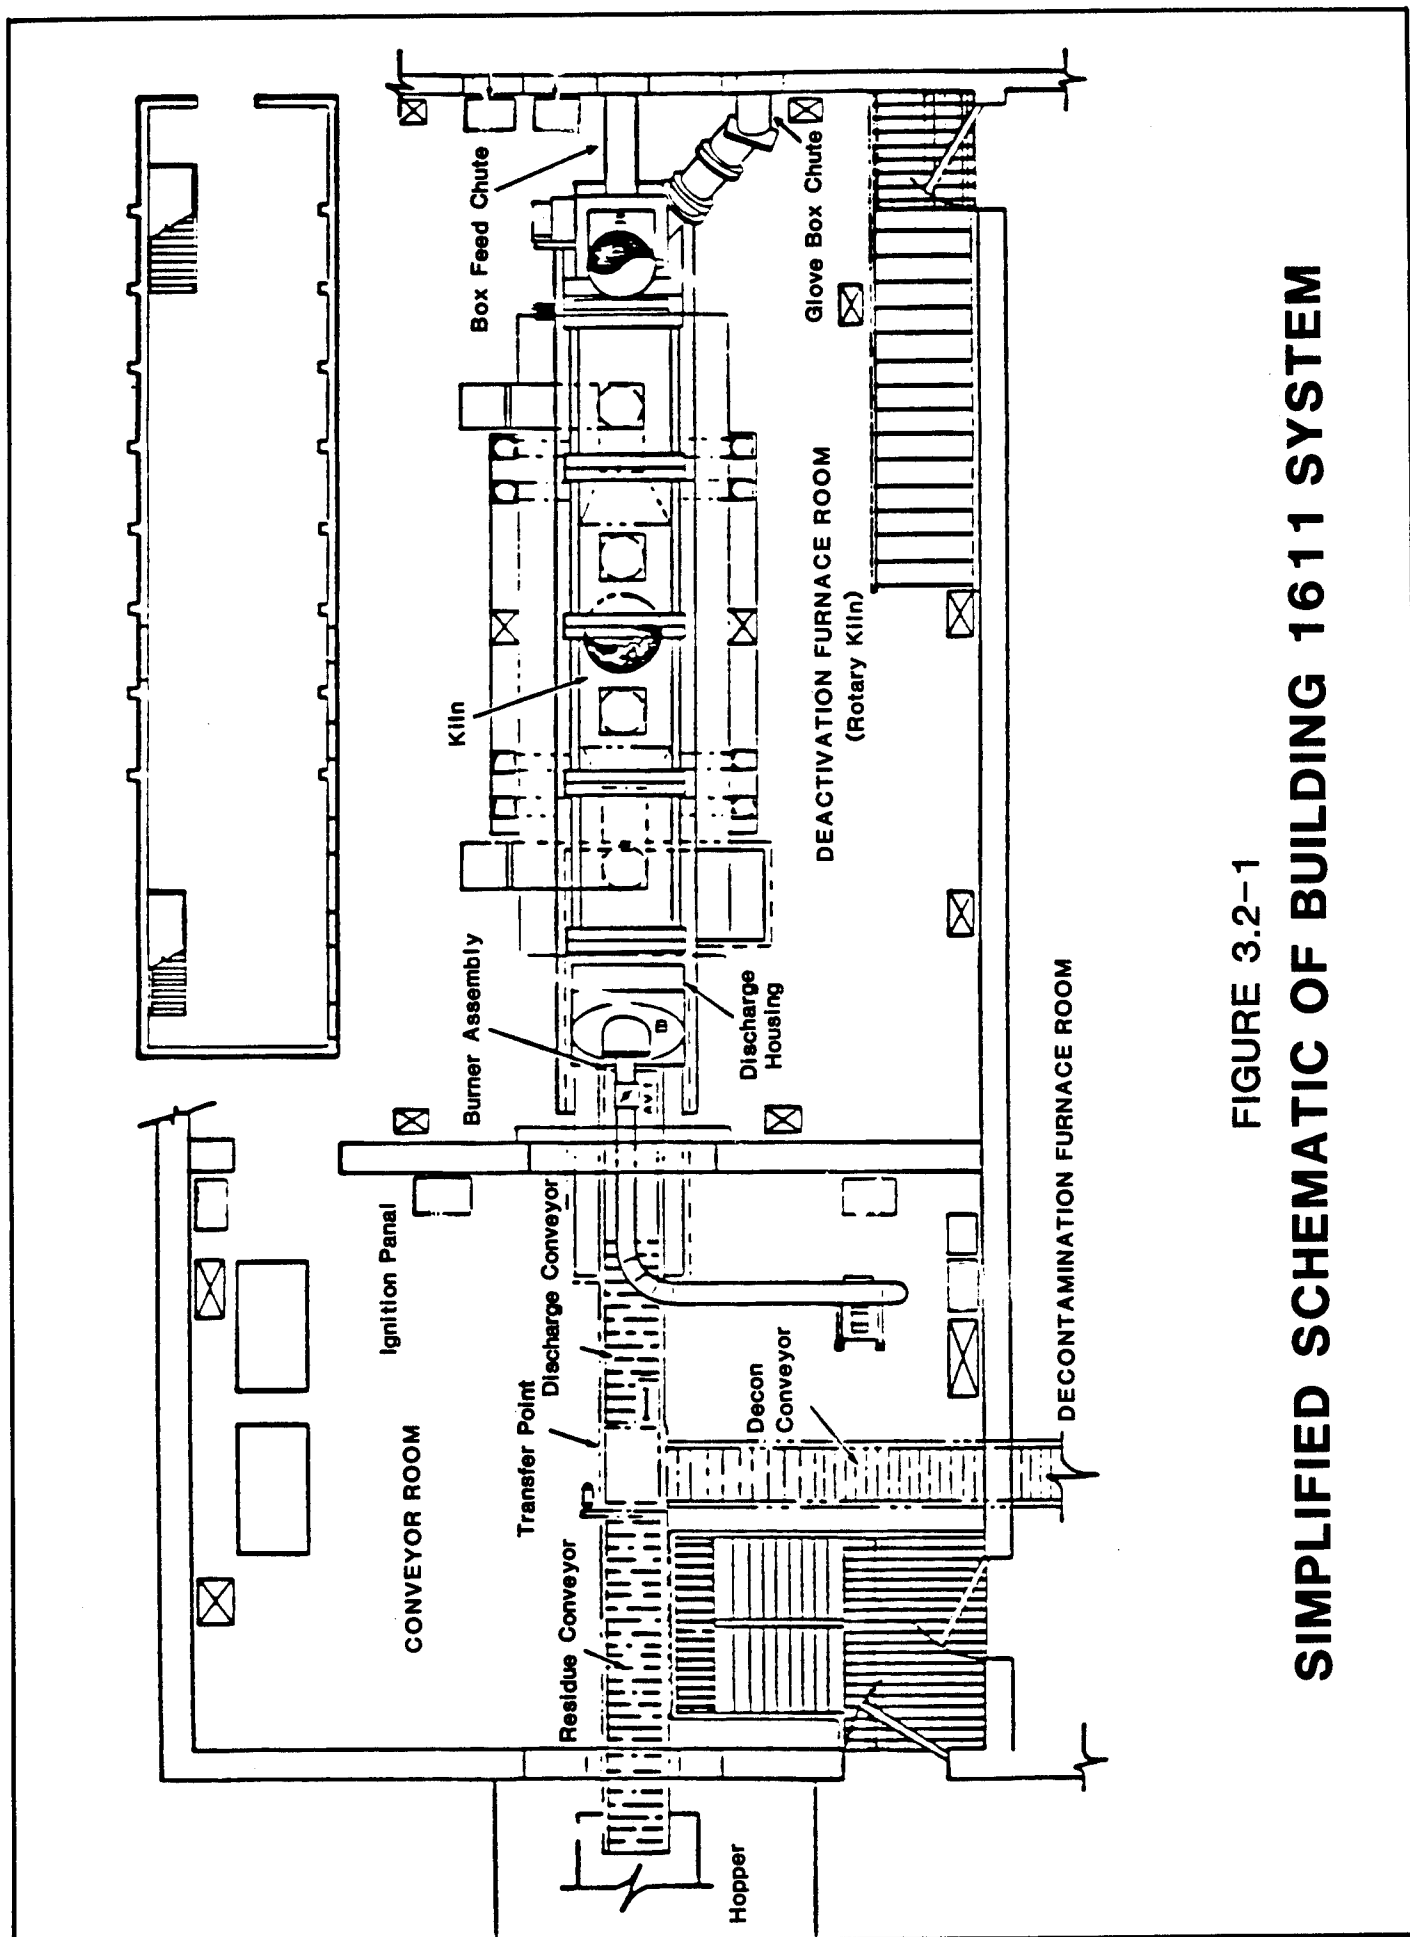 Hopper
Residue Conveyor
Transfer Point
Discharge Conveyor
CONVEYOR ROOM
Ignition Panal
Decon
Conveyor
DECONTAMINATION FURNACE ROOM
Burner Assembly
AV
Discharge
Housing
Kiln
DEACTIVATION FURNACE ROOM
(Rotary Kiln)
Box Feed Chute
Glove Box Chute
FIGURE 3.2-1
SIMPLIFIED SCHEMATIC OF BUILDING 1611 SYSTEM